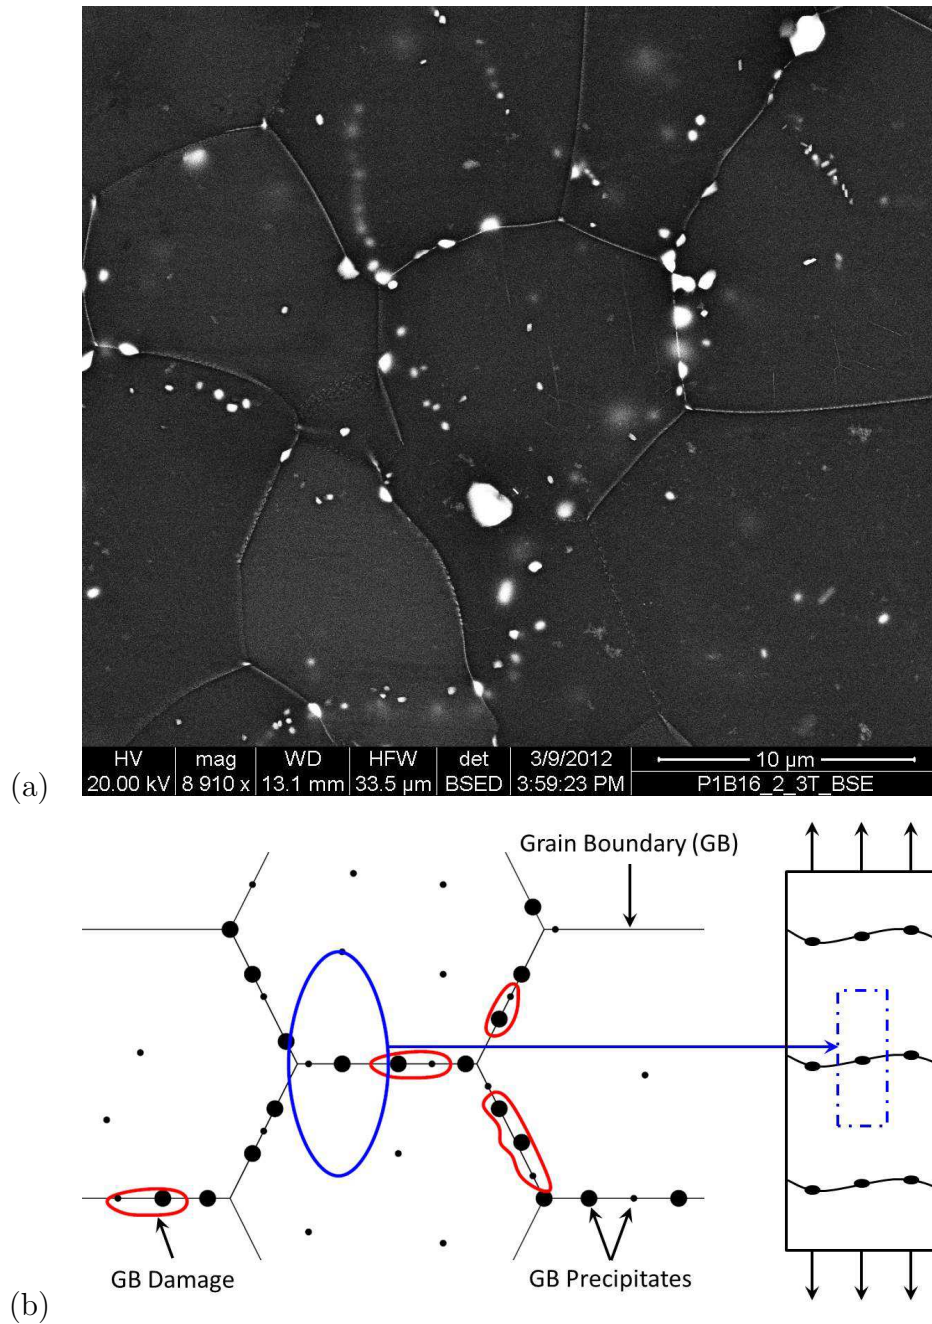 HV
mag
WD
HFW
det
3/9/2012
10 µm
20.00 kV
8 910 x
13.1 mm
33.5 µm
BSED
3:59:23 PM
P1B16_2_3T_BSE
(a)
Grain Boundary (GB)
GB Damage
GB Precipitates
(b)